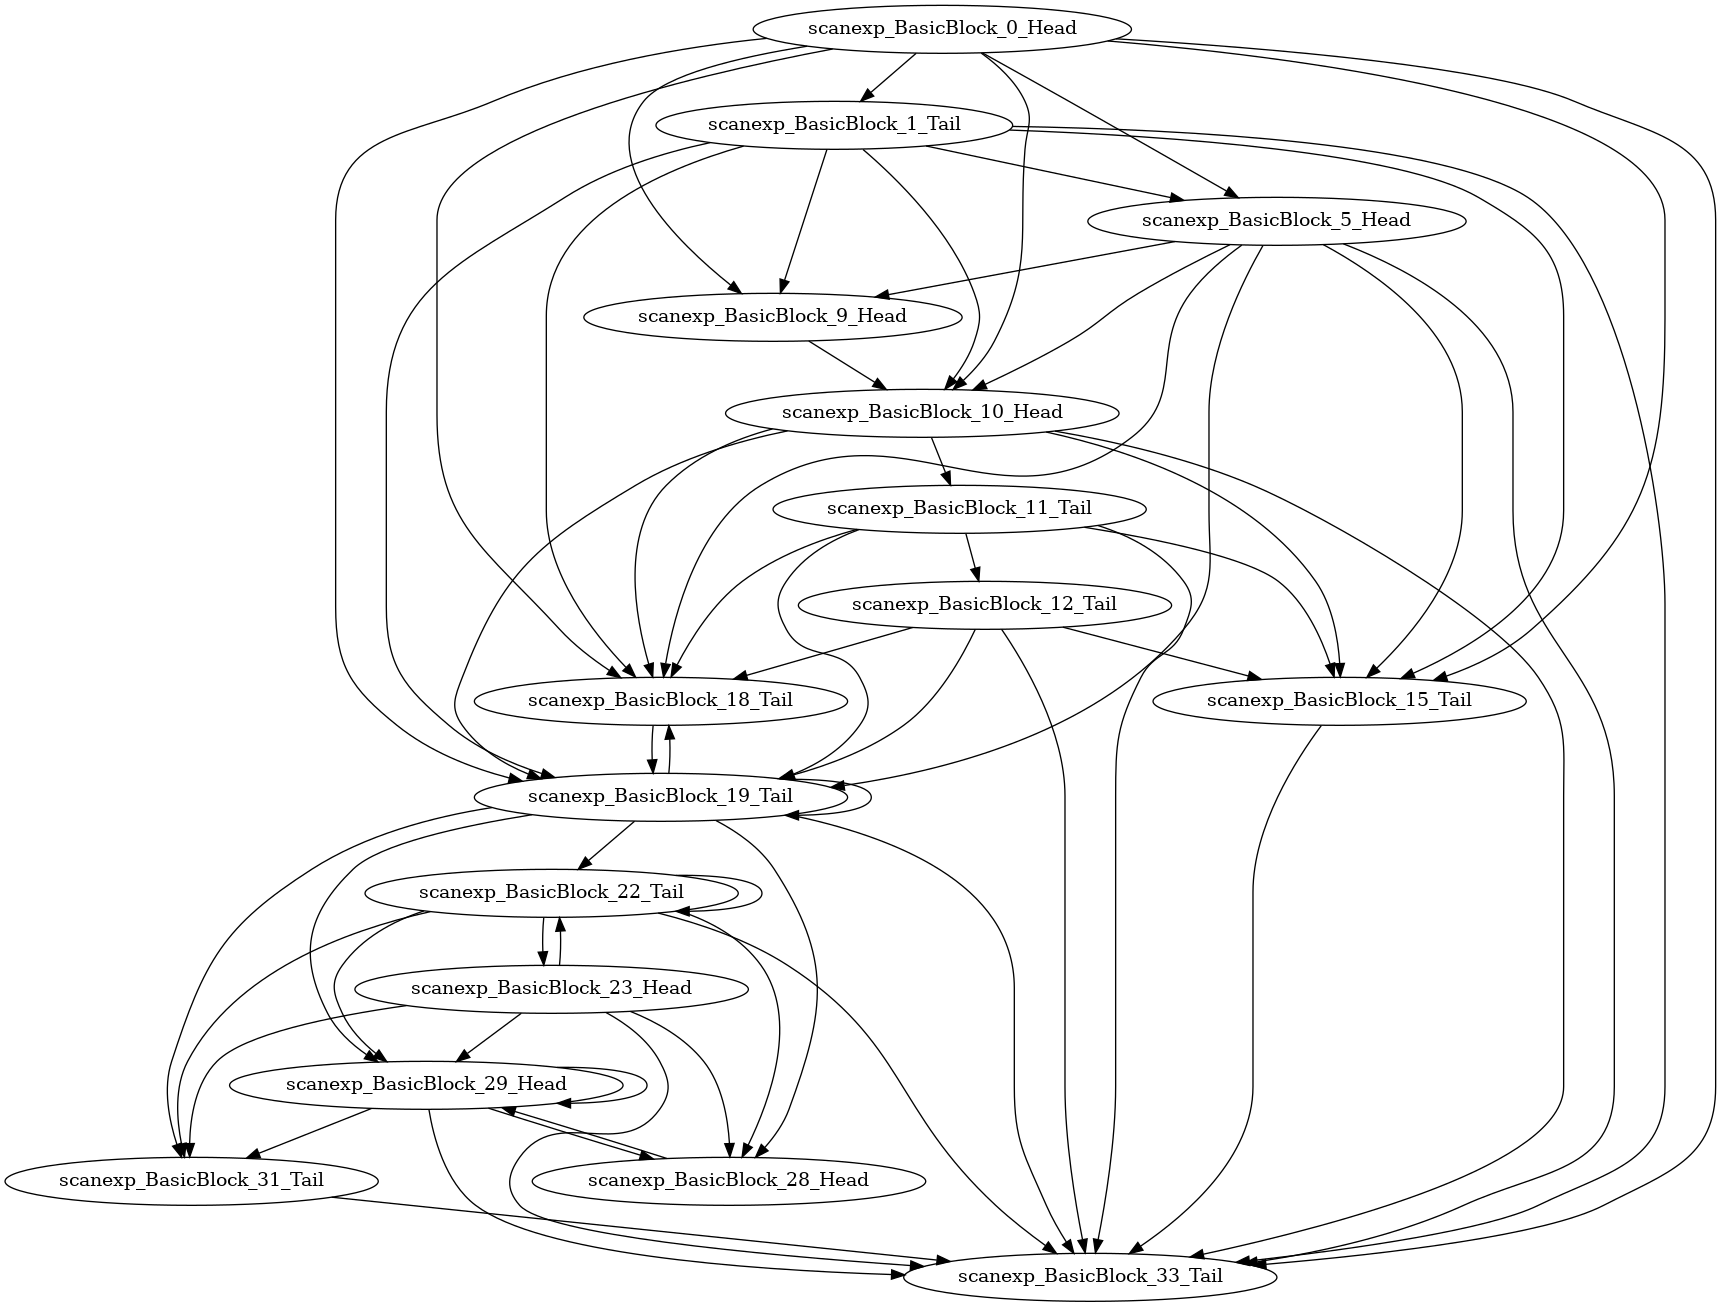 scanexp_BasicBlock_0_Head
scanexp_BasicBlock_1_Tail
scanexp_BasicBlock_5_Head
scanexp_BasicBlock_9_Head
scanexp_BasicBlock_10_Head
scanexp_BasicBlock_11_Tail
scanexp_BasicBlock_12_Tail
scanexp_BasicBlock_18_Tail
scanexp_BasicBlock_15_Tail
scanexp_BasicBlock_19_Tail
scanexp_BasicBlock_22_Tail
scanexp_BasicBlock_23_Head
scanexp_BasicBlock_29_Head
scanexp_BasicBlock_31_Tail
scanexp_BasicBlock_28_Head
scanexp_BasicBlock_33_Tail